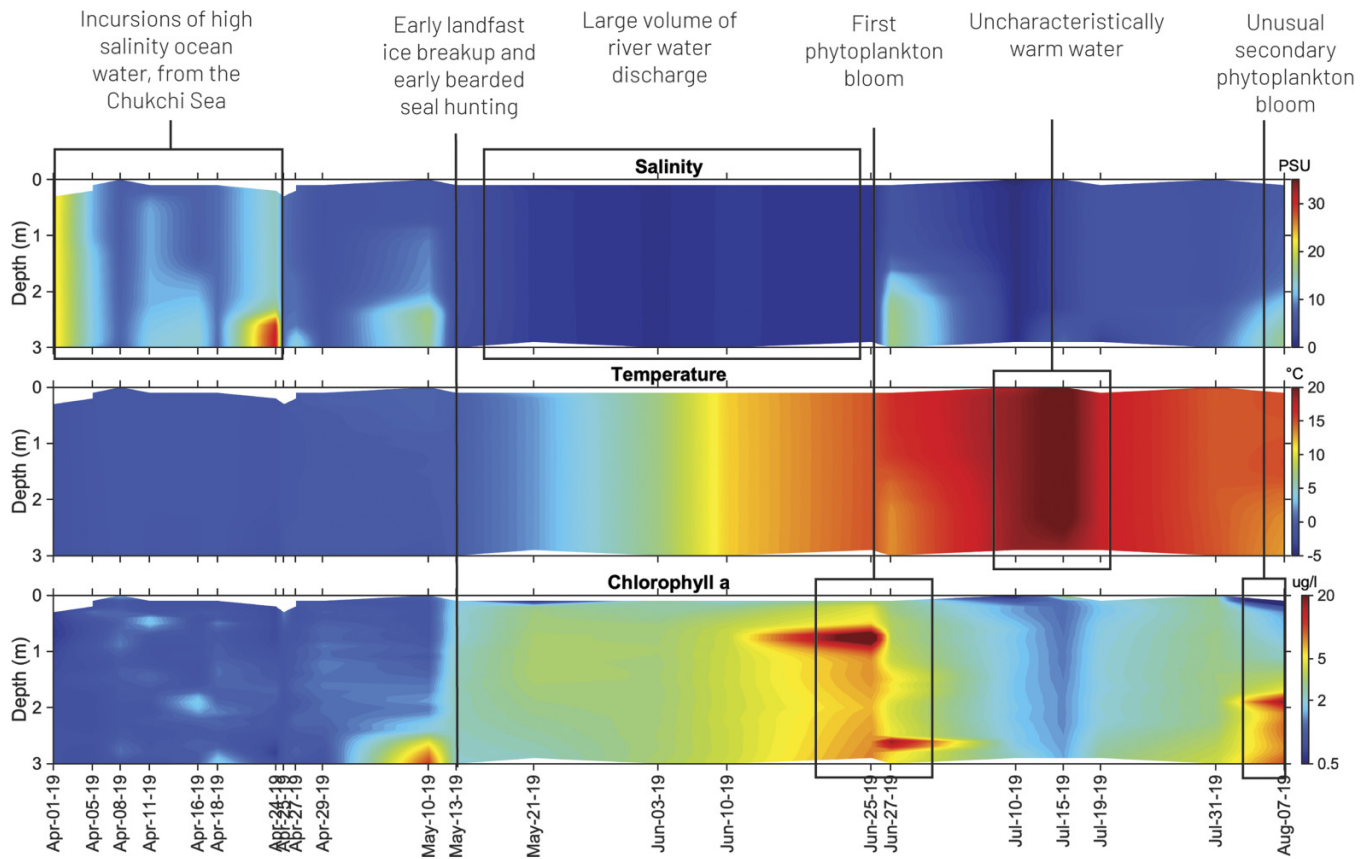 Incursions of high
salinity ocean
water, from the
Chukchi Sea
Early landfast
ice breakup and
early bearded
seal hunting
Large volume of
river water
discharge
First
phytoplankton
bloom
Uncharacteristically
warm water
Unusual
secondary
phytoplankton
bloom
Salinity
PSU
Depth (m)
0
1
2
3
30
20
10
0
Temperature
°C
Depth (m)
0
1
2
3
20
15
10
5
0
-5
Chlorophyll a
ug/l
Depth (m)
0
1
2
3
20
5
2
0.5
Apr-01-19
Apr-05-19
Apr-08-19
Apr-11-19
Apr-16-19
Apr-18-19
Apr-24-19
Apr-25-19
Apr-27-19
Apr-29-19
May-10-19
May-13-19
May-21-19
Jun-03-19
Jun-10-19
Jun-25-19
Jun-27-19
Jul-10-19
Jul-15-19
Jul-19-19
Jul-31-19
Aug-07-19